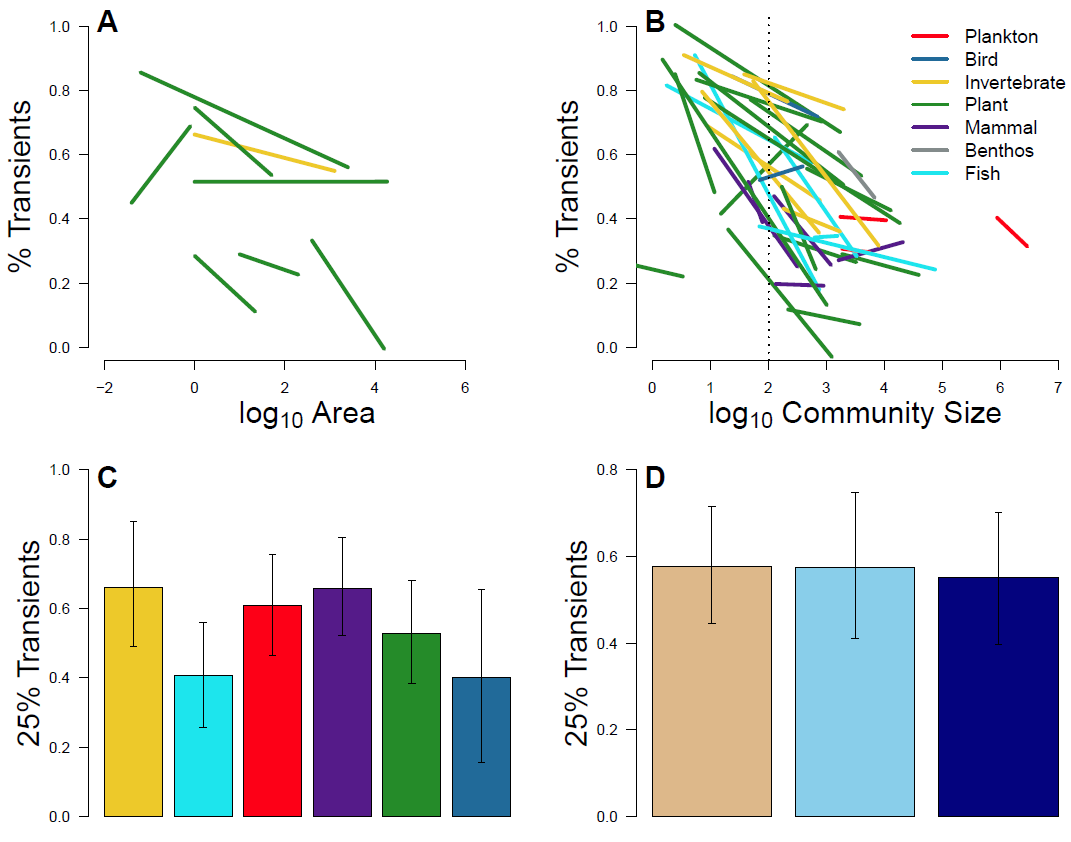 A
% Transients
1.0
0.8
0.6
0.4
0.2
0.0
−2 0 2 4 6
log10 Area
B
% Transients
1.0
0.8
0.6
0.4
0.2
0.0
0 1 2 3 4 5 6 7
log10 Community Size
Plankton
Bird
Invertebrate
Plant
Mammal
Benthos
Fish
C
25% Transients
1.0
0.8
0.6
0.4
0.2
0.0
D
25% Transients
0.8
0.6
0.4
0.2
0.0